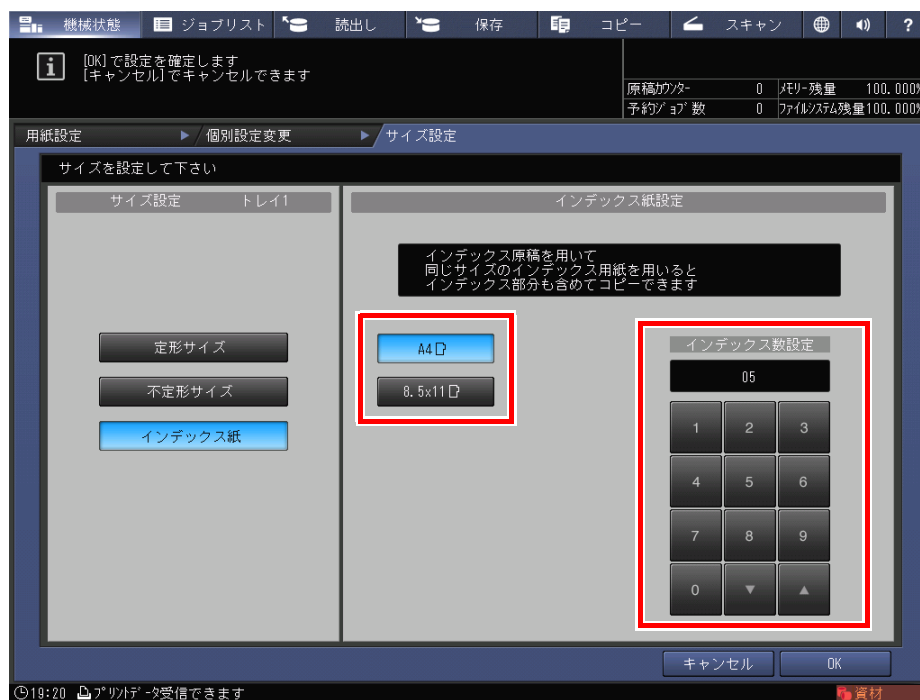 機械状態 ジョブリスト 読出し 保存 コピー スキャン ?
[OK]で設定を確定します
[キャンセル]でキャンセルできます
原稿カウンター 0 メモリー残量 100.000%
予約ジョブ数 0 ファイルシステム残量100.000%
用紙設定 個別設定変更 サイズ設定
サイズを設定して下さい
サイズ設定 トレイ1
インデックス紙設定
インデックス原稿を用いて
同じサイズのインデックス用紙を用いると
インデックス部分も含めてコピーできます
定形サイズ
不定形サイズ
インデックス紙
A4
8.5x11
インデックス数設定
05
1 2 3
4 5 6
7 8 9
0 ▼ ▲
キャンセル OK
19:20 プリントデータ受信できます 資材